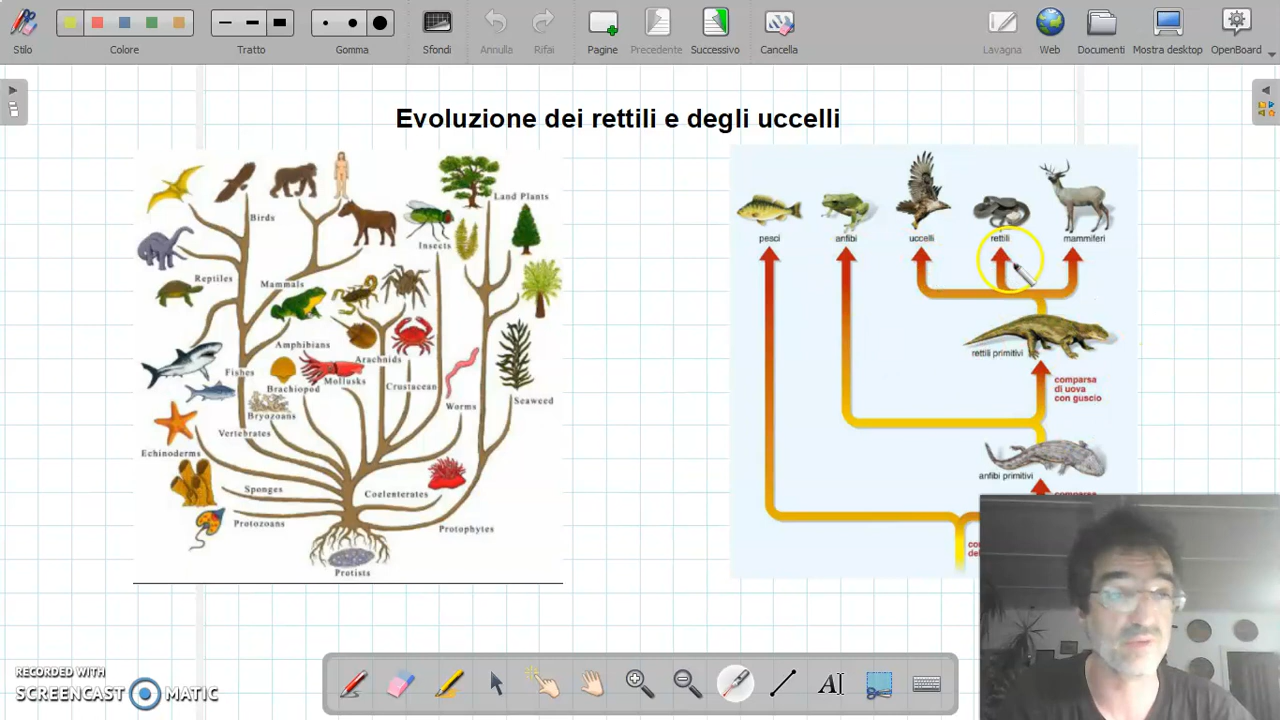 Stilo
Colore
Tratto
Gomma
Sfondi
Annulla
Rifai
Pagine
Precedente
Successivo
Cancella
Lavagna
Web
Documenti
Mostra desktop
OpenBoard
Evoluzione dei rettili e degli uccelli
Birds
Land Plants
Insects
Reptiles
Mammals
Amphibians
Arachnids
Fishes
Mollusks
Brachiopod
Crustacean
Bryozoans
Worms
Seaweed
Vertebrates
Echinoderms
Sponges
Coelenterates
Protozoans
Protophytes
Protists
pesci
anfibi
uccelli
rettili
mammiferi
rettili primitivi
comparsa
di uova
con guscio
anfibi primitivi
RECORDED WITH
SCREENCAST MATIC
AI